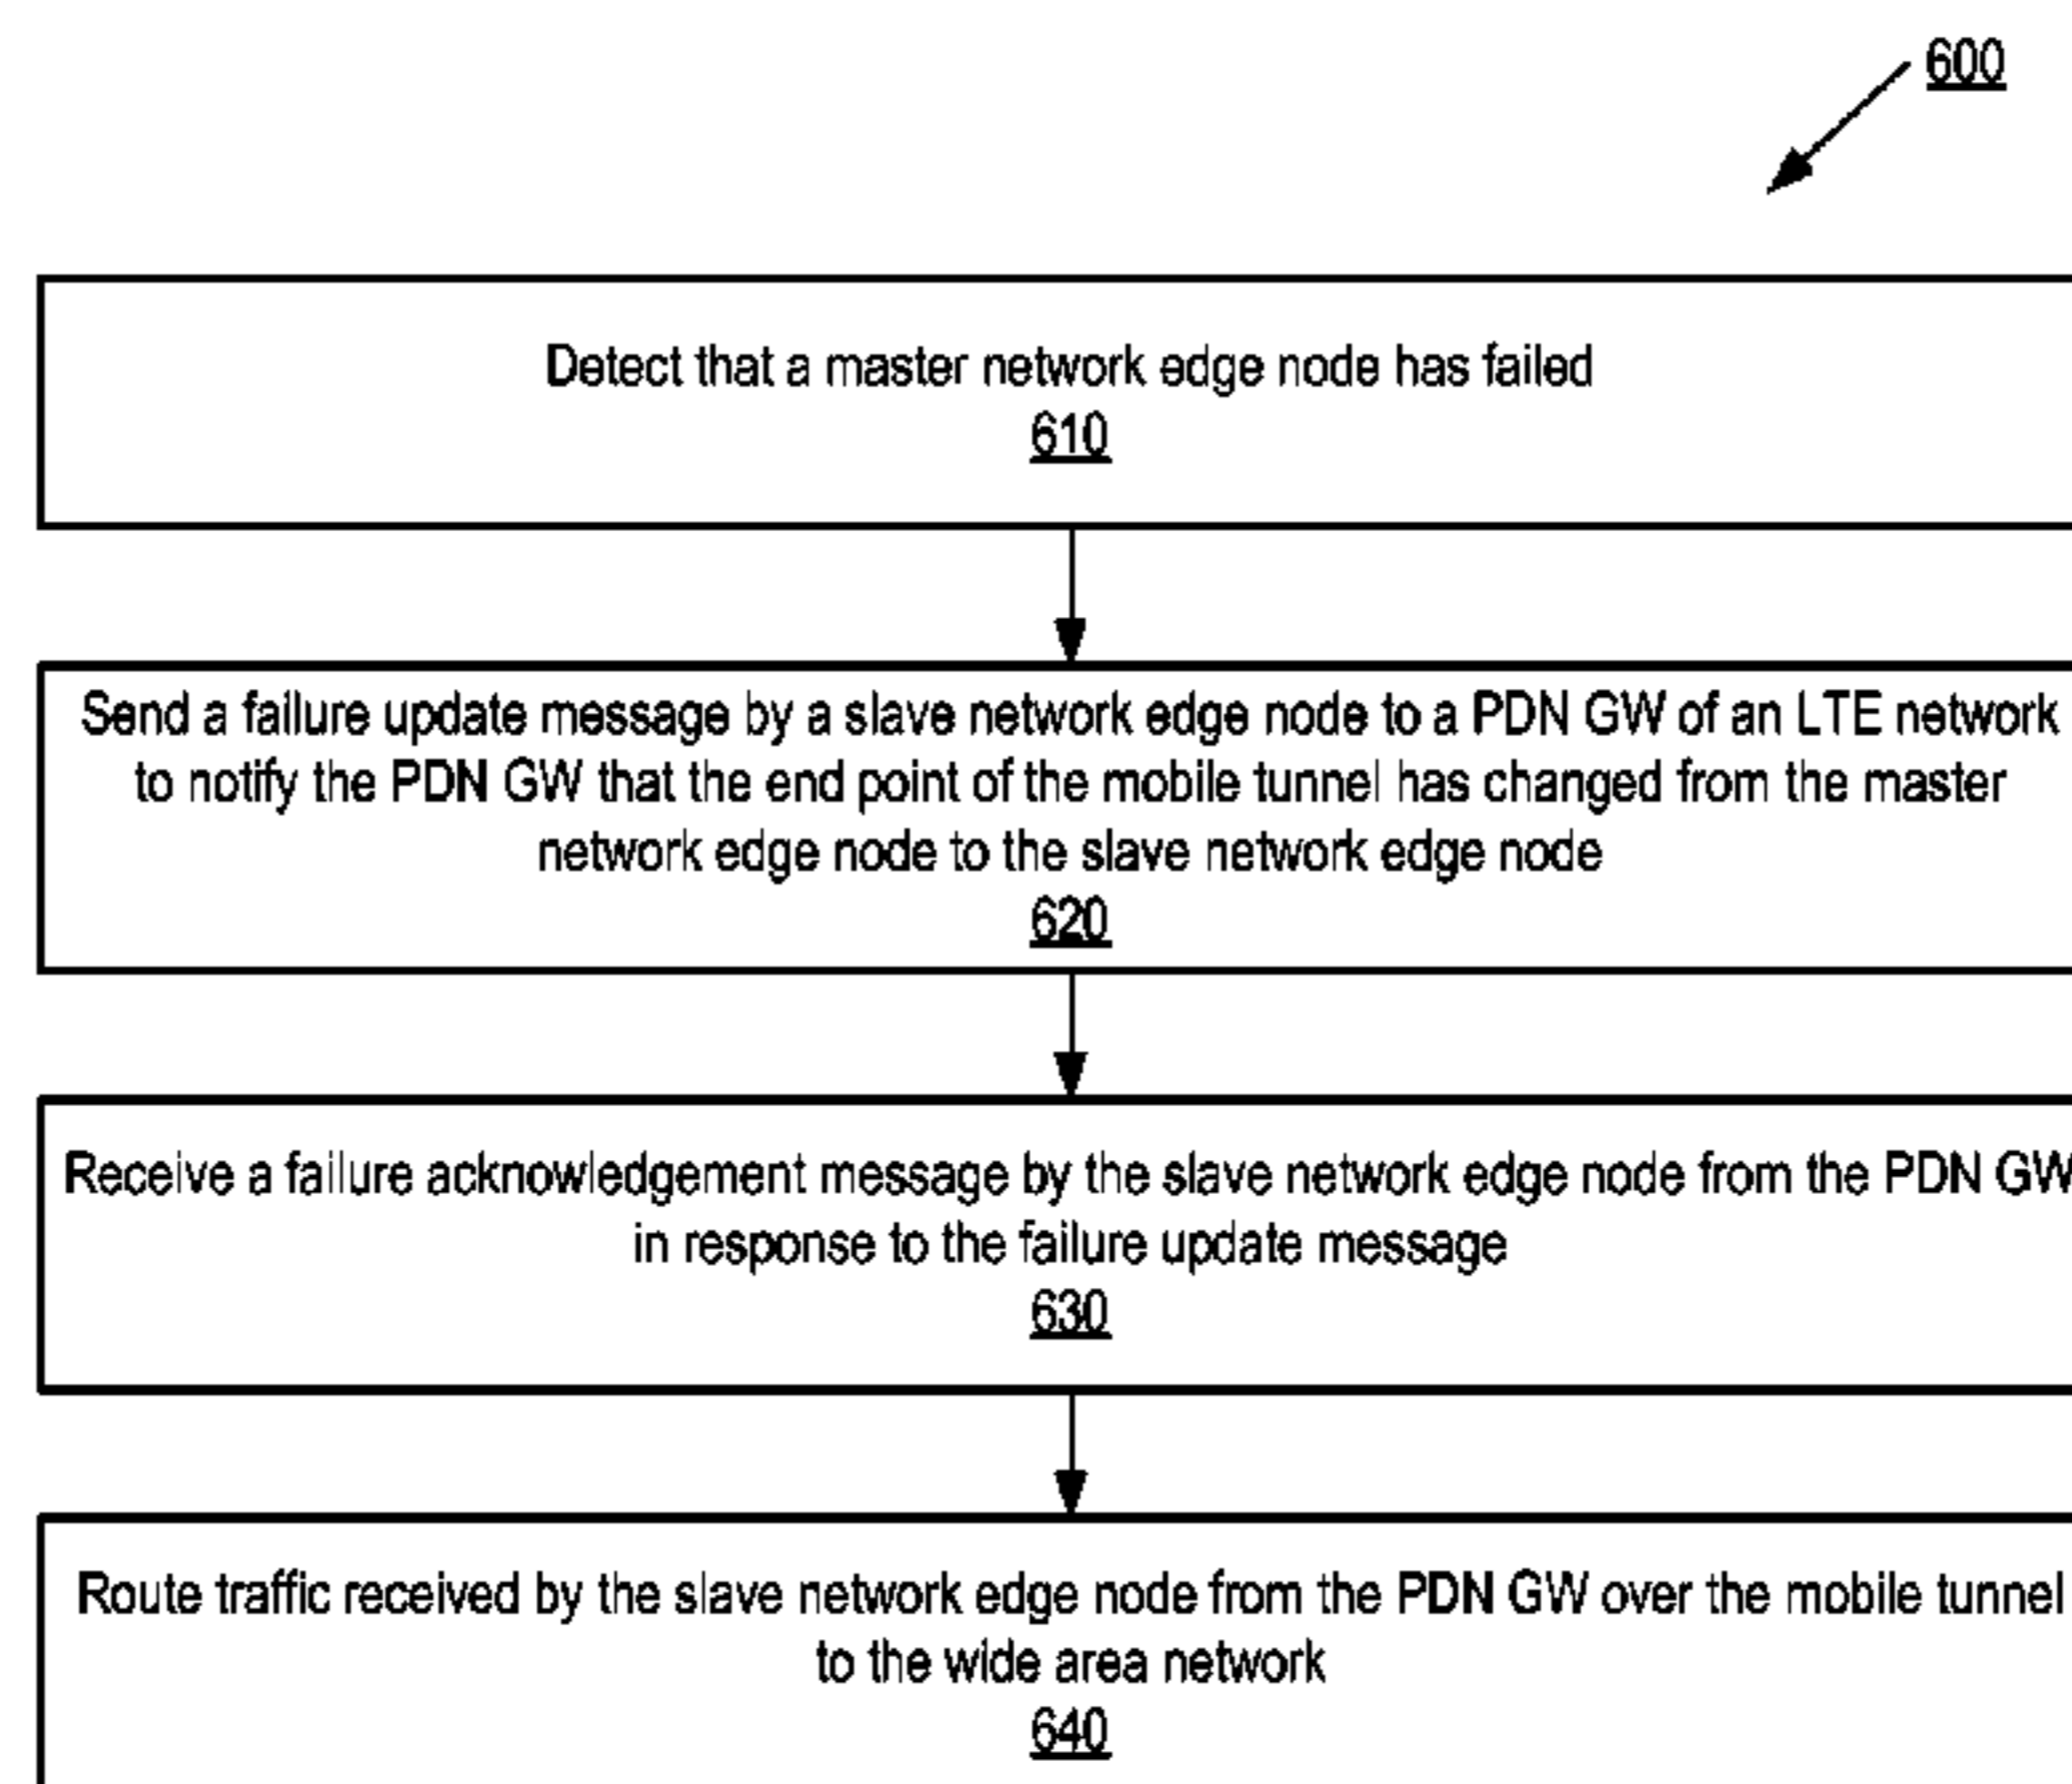 600
Detect that a master network edge node has failed
610
Send a failure update message by a slave network edge node to a PDN GW of an LTE network
to notify the PDN GW that the end point of the mobile tunnel has changed from the master
network edge node to the slave network edge node
620
Receive a failure acknowledgement message by the slave network edge node from the PDN GW
in response to the failure update message
630
Route traffic received by the slave network edge node from the PDN GW over the mobile tunnel
to the wide area network
640